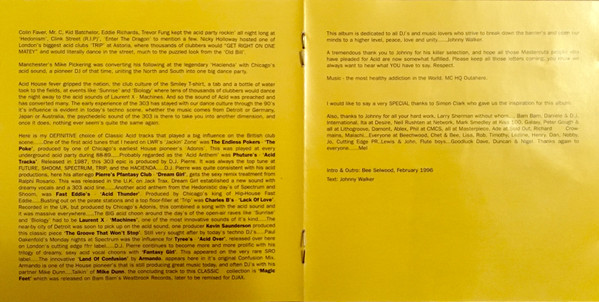 Colin Faver, Mr. C, Kid Batchelor, Eddie Richards, Trevor Fung kept the acid party rockin' all night long at
'Hedonism', Clink Street (R.I.P)', 'Enter The Dragon' to mention a few. Nicky Holloway hosted one of
London's biggest acid clubs 'TRIP' at Astoria, where thousands of clubbers would "GET RIGHT ON ONE
MATEY" and would literally dance in the street, much to the puzzled look from the 'Old Bill'.
Manchester's Mike Pickering was converting his following at the legendary 'Hacienda' with Chicago's
acid sound, a pioneer DJ of that time, uniting the North and South into one big dance party.
Acid House fever gripped the nation, the club culture of the Smiley T-shirt, a tab and a bottle of water
took to the fields, at events like 'Sunrise' and 'Biology' where tens of thousands of clubbers would dance
the night away to the acid sounds of Laurent X - 'Machines'. And so the sound of Acid was preached and
has converted many. The early experience of the 303 has stayed with our dance culture through the 90's
it's influence is evident in today's techno scene, whether the music comes from Detroit or Germany,
Japan or Australia, the psychedelic sound of the 303 is there to take you into another dimension, and
once it does, nothing ever seem's quite the same again.
Here is my DEFINITIVE choice of Classic Acid tracks that played a big influence on the British club
scene.....One of the first acid tunes that I heard on LWR's 'Jackin' Zone' was The Endless Pokers 'The
Poke', produced by one of Chicago's earliest House pioneer's 'Adonis'. This was played at every
underground acid party during 88-89......Probably regarded as the 'Acid Anthem' was Phuture's 'Acid
Tracks'. Released in 1987, this 303 epic is produced by D.J. Pierre. It was always the top tune at
FUTURE, SHOOM, SPECTRUM, TRIP, and the HACIENDA......D.J. Pierre was quite consistent with his acid
productions, here his alterego Pierre's Pfantasy Club 'Dream Girl', gets the sexy remix treatment from
Ralphi Rosario. This was released in the U.K. on Jack Trax. Dream Girl established a new sound with
dreamy vocals and a 303 acid line......Another acid anthem from the Hedonistic day's of Spectrum and
Shoom, was Fast Eddie's 'Acid Thunder'. Produced by Chicago's king of Hip-House Fast
Eddie......Busting out on the pirate stations and a too floor-filler at 'Trip' was Charles B's 'Lack Of Love'.
Recorded in the UK, but produced by Chicago's Adonis, this combined a song with the acid sound and
it was massive everywhere......The BIG acid choon around the day's of the open-air raves like 'Sunrise'
and 'Biology' had to be Laurent X - 'Machines', one of the most innovative sounds of it's kind......The
nearby city of Detroit was soon to pick up on the acid sound, one producer Kevin Saunderson produced
this classic piece 'The Groove That Won't Stop'. Still very sought after by today's techno DJ's......Paul
Oakenfold's Monday nights at Spectrum was the influence for Tyree's 'Acid Over', released over here
on London's cutting edge ffrr label......D.J. Pierre continued to become more and more prolific with his
trilogy of dreamy, sexy acid vocal choons with 'Fantasy Girl'. This appeared on the very rare SRO
label......The innovative 'Land Of Confusion' by Armando, appears here in it's original Confusion Mix.
Armando is one of the House pioneer's that is still producing great music today, and often DJ's with his
partner Mike Dunn......Talkin' of Mike Dunn, the concluding track to this CLASSIC collection is 'Magic
Feet' which was released on Bam Bam's Westbrook Records, later to be remixed for DJAX.
This album is dedicated to all DJ's and music lovers who strive to break down the barrier's and open our
minds to a higher level, peace, love and unity......Johnny Walker.
A tremendous thank you to Johnny for his killer selection, and hope all those Mastercuts people who
have pleaded for Acid are now somewhat fulfilled. Please keep all those letters coming, you know we
always want to hear what YOU have to say. Respect.
Music - the most healthy addiction in the World. MC HQ Outahere.
I would like to say a very SPECIAL thanks to Simon Clark who gave us the inspiration for this album.
Also, thanks to Johnny for all your hard work, Larry Sherman without whom...... Bam Bam, Damino & D.J.
International, Ita at Desire, Neil Rushton at Network, Mark Sweeley at Rias 100, Galaxy, Peter Gough &
all at Lithogroove, Damont, Ables, Phil at CMCS, all at Masterpiece, Ade at Dead Out, Richard Crow
mains, Malcolm...Everyone at Beechwood, Chet & Bee, Lisa, Rob, Timebeg, Justine, Henry, Dan, Nobby,
Jo, Cutting Edge PR..Lewis & John, Flute boys...Goodluck Dave, Duncan & Nigel. Thanks again to
everyone......Mel
Intro & Outro: Bee Selwood, February 1996
Text: Johnny Walker